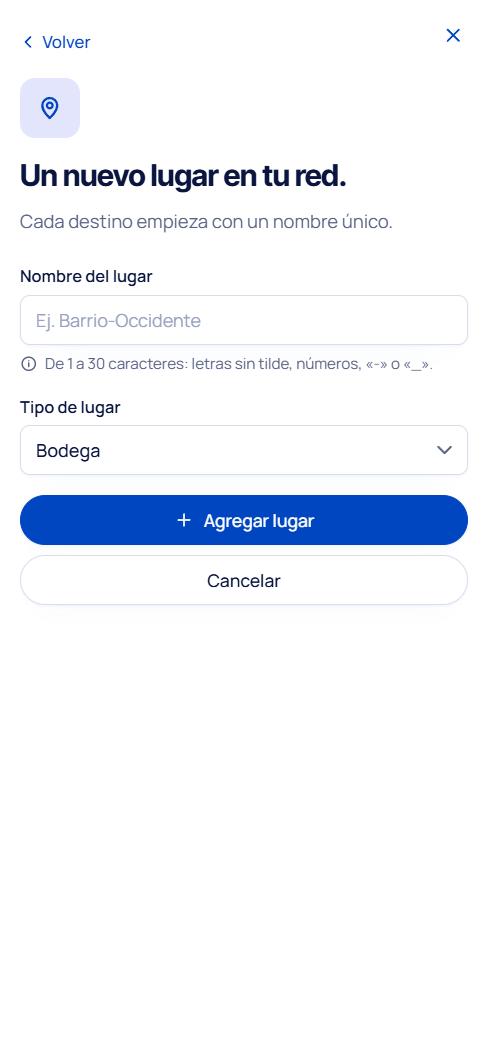 Volver
Un nuevo lugar en tu red.
Cada destino empieza con un nombre único.
Nombre del lugar
Ej. Barrio-Occidente
De 1 a 30 caracteres: letras sin tilde, números, «-» o «_».
Tipo de lugar
Bodega
Agregar lugar
Cancelar